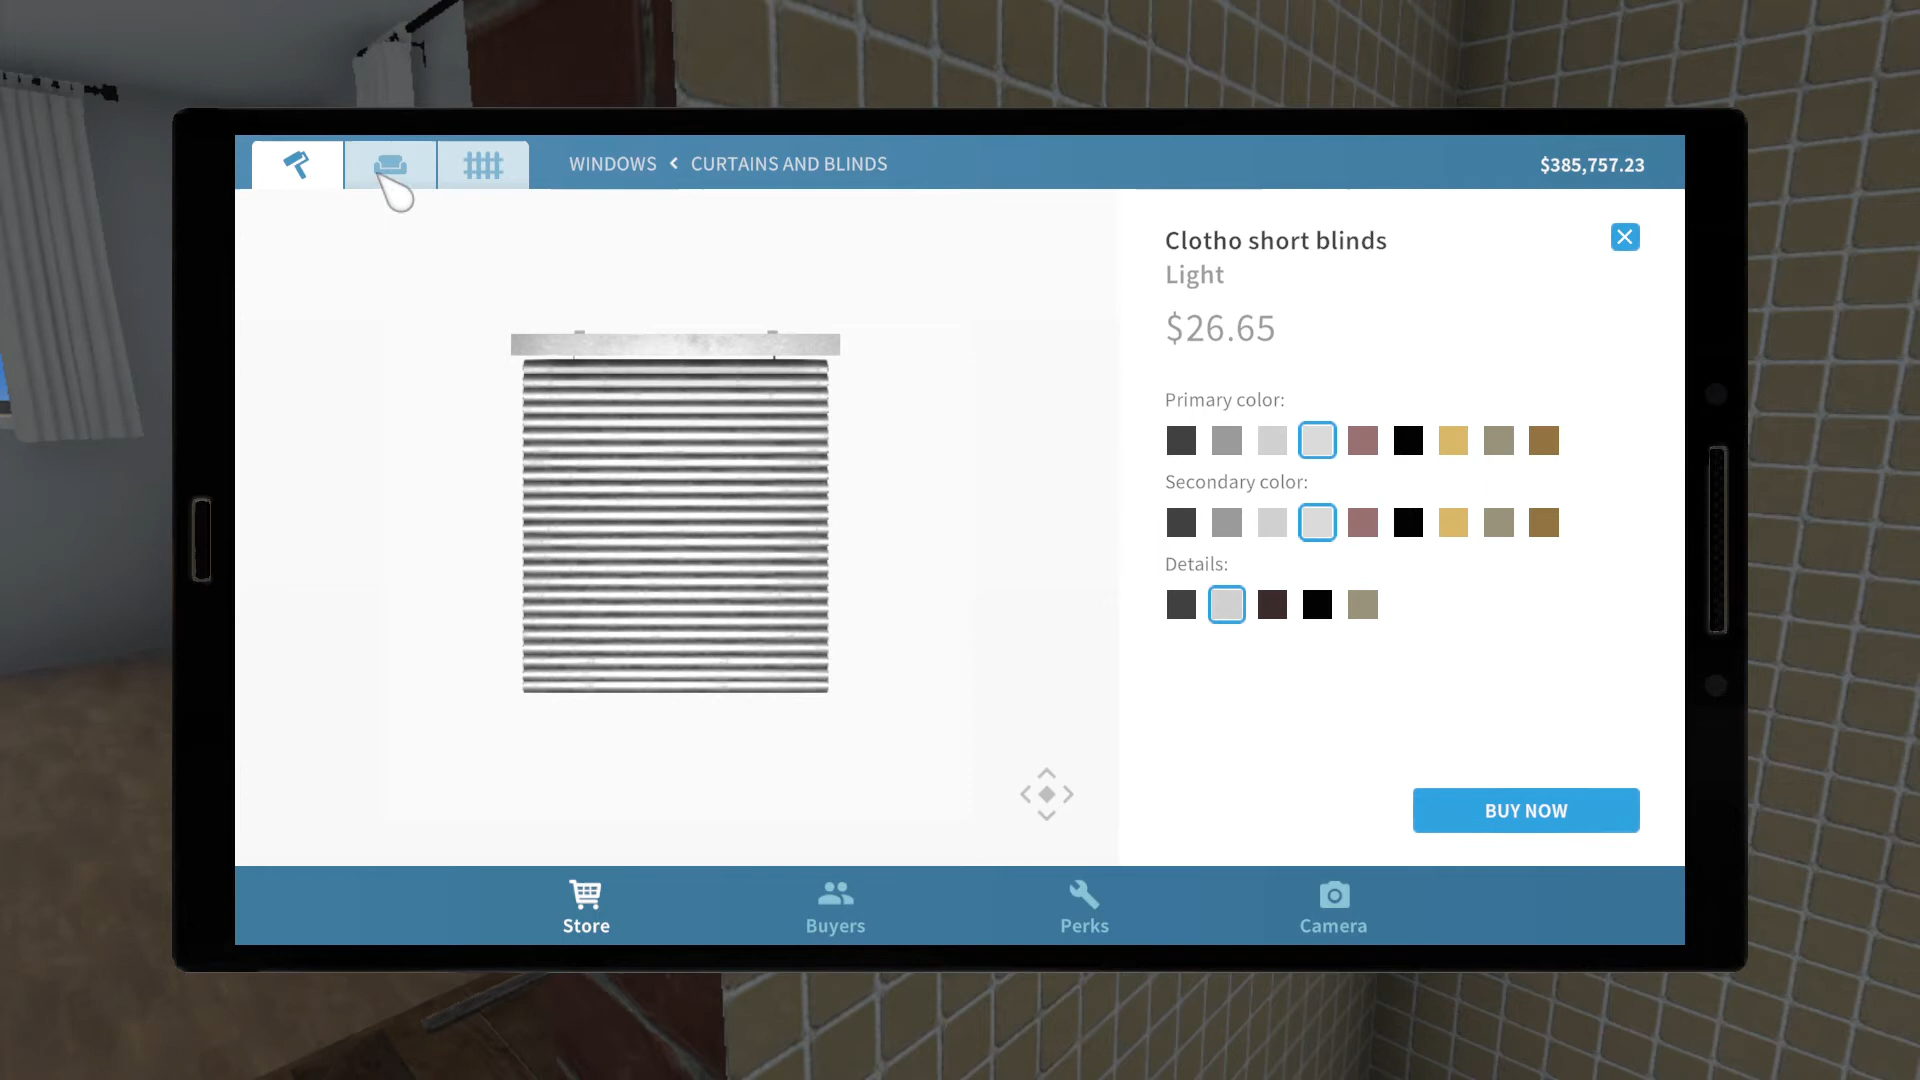 WINDOWS < CURTAINS AND BLINDS
$385,757.23
Clotho short blinds
Light
$26.65
Primary color:
Secondary color:
Details:
BUY NOW
Store
Buyers
Perks
Camera